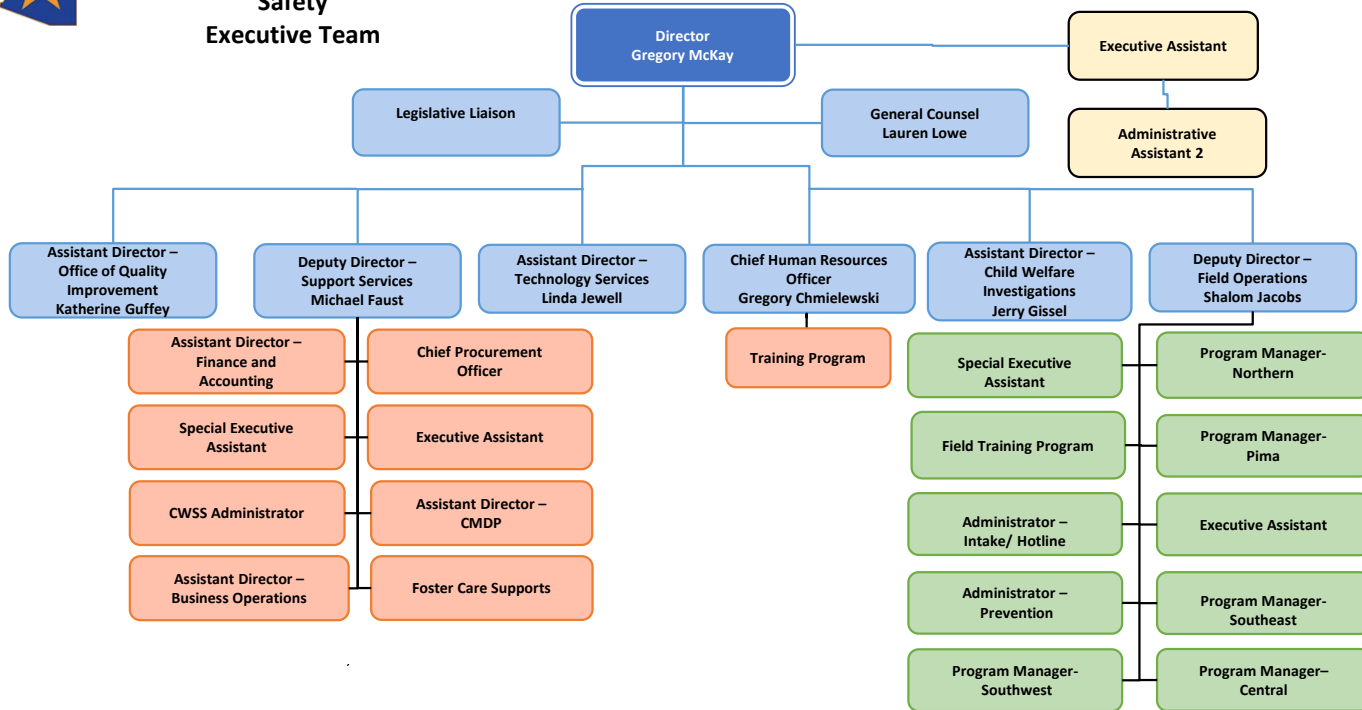 Safety
Executive Team
Director
Gregory McKay
Executive Assistant
Legislative Liaison
General Counsel
Lauren Lowe
Administrative
Assistant 2
Assistant Director –
Office of Quality
Improvement
Katherine Guffey
Deputy Director –
Support Services
Michael Faust
Assistant Director –
Technology Services
Linda Jewell
Chief Human Resources
Officer
Gregory Chmielewski
Assistant Director –
Child Welfare
Investigations
Jerry Gissel
Deputy Director –
Field Operations
Shalom Jacobs
Assistant Director –
Finance and
Accounting
Chief Procurement
Officer
Training Program
Special Executive
Assistant
Program Manager-
Northern
Special Executive
Assistant
Executive Assistant
Field Training Program
Program Manager-
Pima
CWSS Administrator
Assistant Director –
CMDP
Administrator –
Intake/ Hotline
Executive Assistant
Assistant Director –
Business Operations
Foster Care Supports
Administrator –
Prevention
Program Manager-
Southeast
Program Manager-
Southwest
Program Manager–
Central